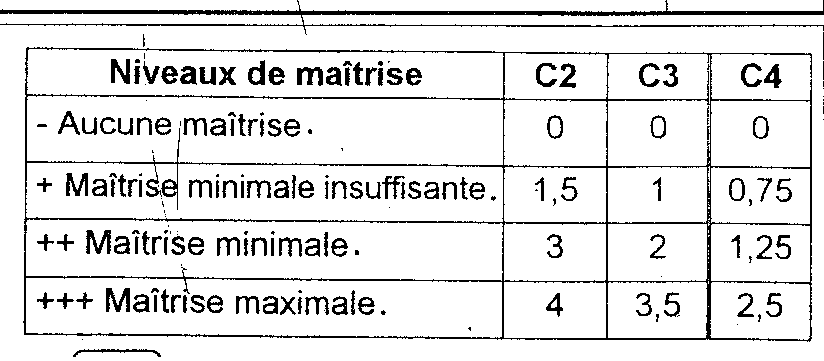 Niveaux de maîtrise C2 C3 C4
- Aucune maîtrise. 0 0 0
+ Maîtrise minimale insuffisante. 1,5 1 0,75
++ Maîtrise minimale. 3 2 1,25
+++ Maîtrise maximale. 4 3,5 2,5